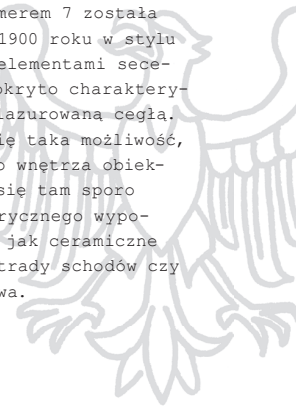 merem 7 została
1900 roku w stylu
elementami sece-
okryto charaktery-
lazurowaną cegłą.
ię taka możliwość,
o wnętrza obiek-
się tam sporo
rycznego wypo-
jak ceramiczne
trady schodów czy
wa.